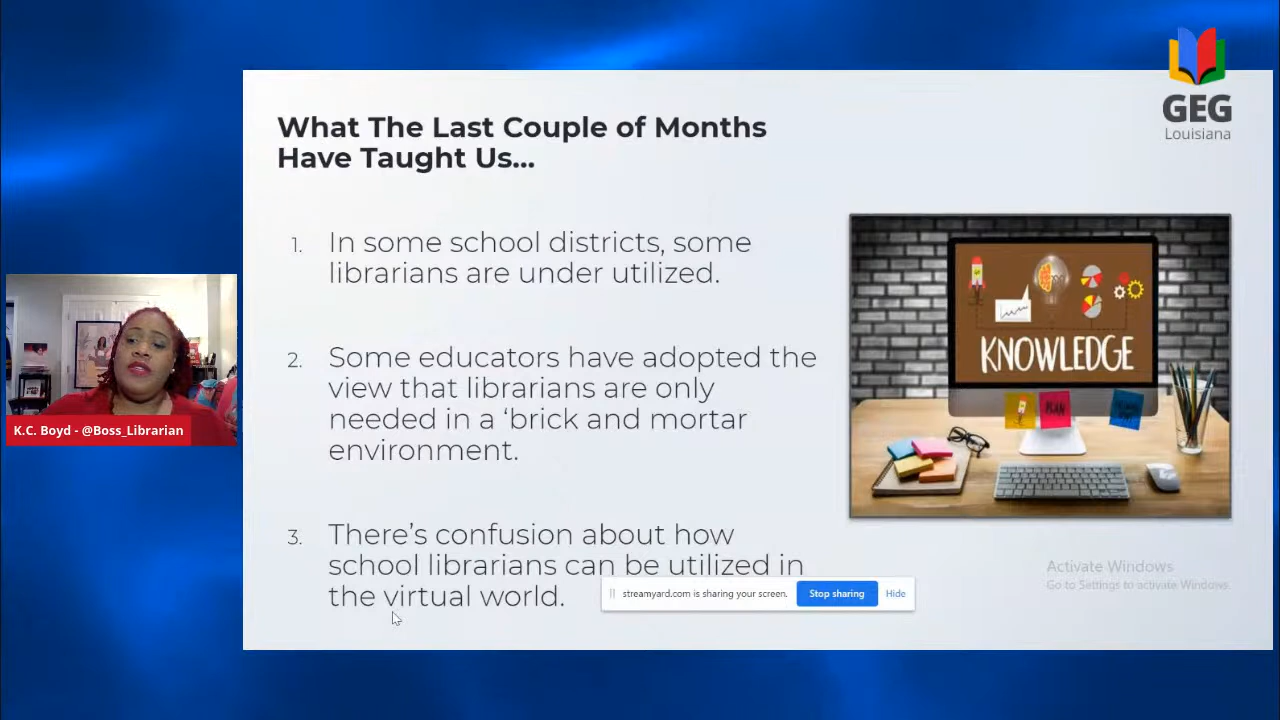 GEG
Louisiana
What The Last Couple of Months
Have Taught Us...
1. In some school districts, some
librarians are under utilized.
2. Some educators have adopted the
view that librarians are only
needed in a ‘brick and mortar
environment.
3. There’s confusion about how
school librarians can be utilized in
the virtual world.
KNOWLEDGE
PLAN
K.C. Boyd - @Boss_Librarian
streamyard.com is sharing your screen.
Stop sharing
Hide
Activate Windows
Go to Settings to activate Windows.